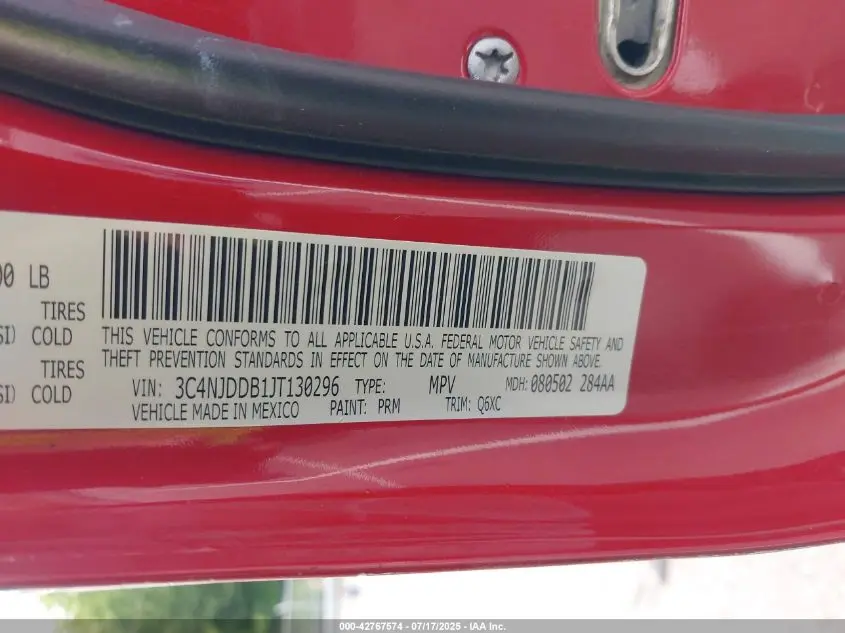 00 LB
TIRES
SI) COLD
TIRES
SI) COLD
THIS VEHICLE CONFORMS TO ALL APPLICABLE U.S.A. FEDERAL MOTOR VEHICLE SAFETY AND
THEFT PREVENTION STANDARDS IN EFFECT ON THE DATE OF MANUFACTURE SHOWN ABOVE.
VIN: 3C4NJDDB1JT130296 TYPE: MPV MDH: 080502 284AA
VEHICLE MADE IN MEXICO PAINT: PRM TRIM: Q6XC
000-42767574 - 07/17/2025 - IAA Inc.